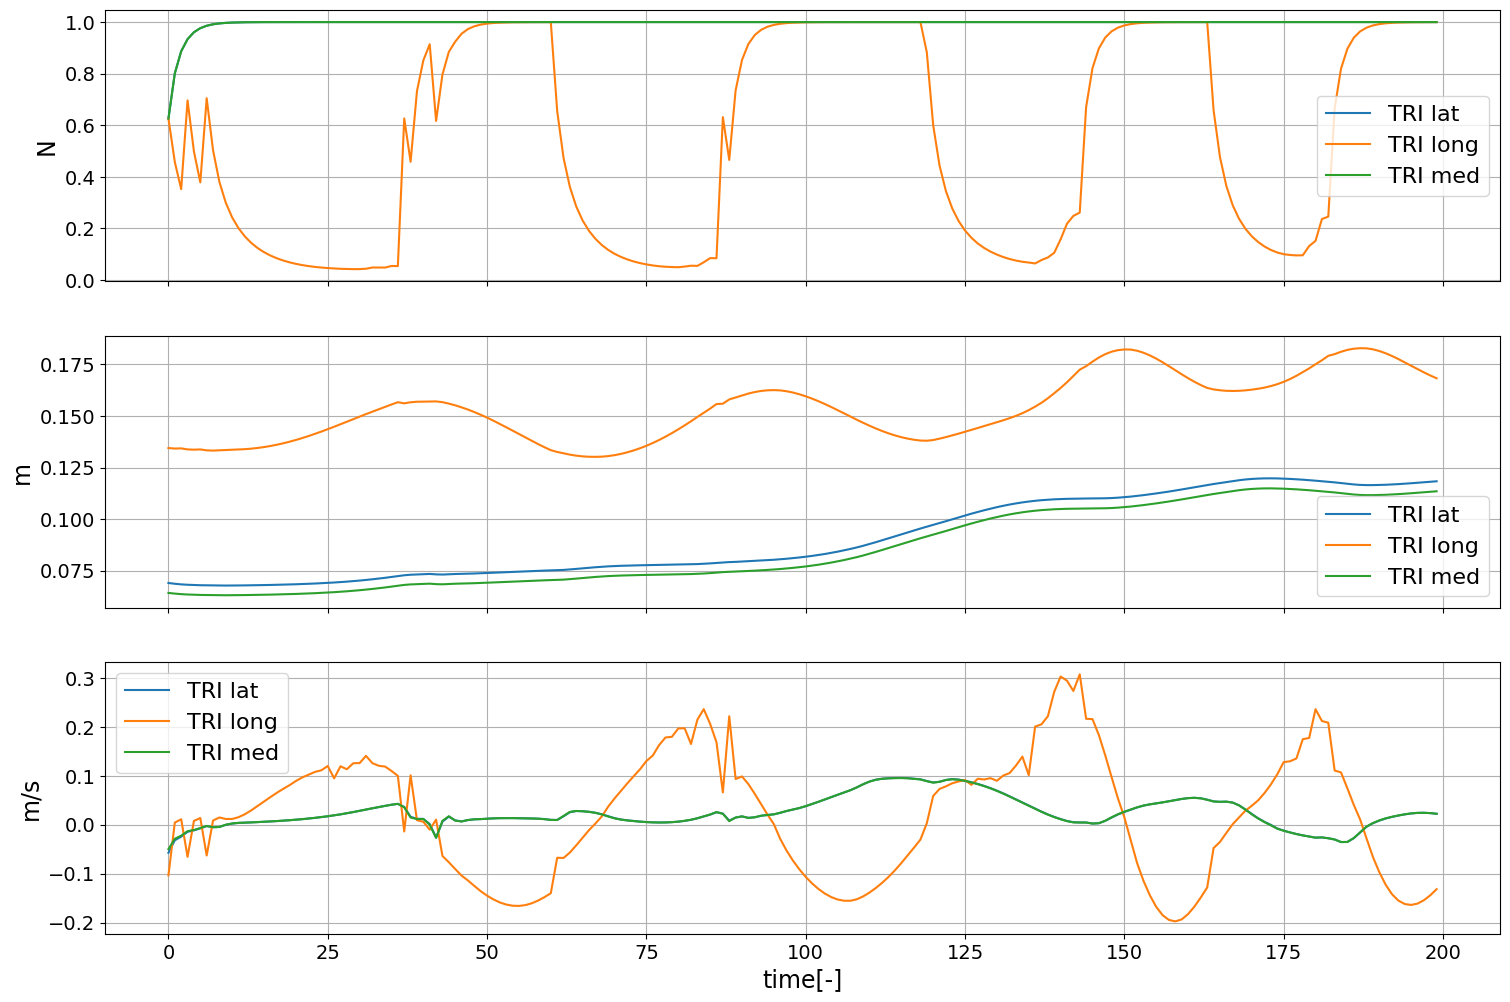 1.0
0.8
0.6
0.4
0.2
0.0
N
TRI lat
TRI long
TRI med
0.175
0.150
0.125
0.100
0.075
m
TRI lat
TRI long
TRI med
0.3
0.2
0.1
0.0
−0.1
−0.2
m/s
TRI lat
TRI long
TRI med
0 25 50 75 100 125 150 175 200
time[-]